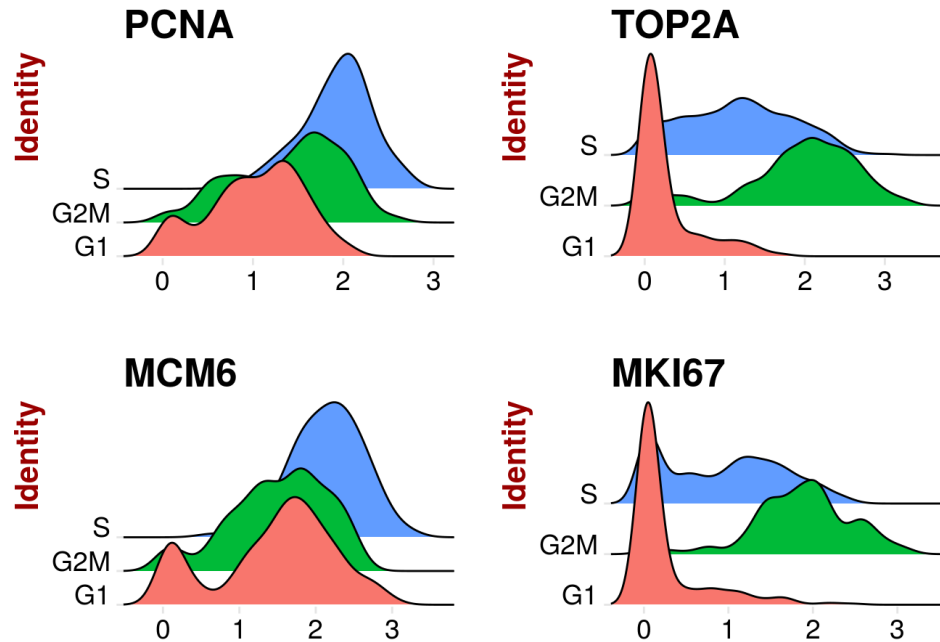 PCNA
Identity
S
G2M
G1
0 1 2 3
TOP2A
Identity
S
G2M
G1
0 1 2 3
MCM6
Identity
S
G2M
G1
0 1 2 3
MKI67
Identity
S
G2M
G1
0 1 2 3